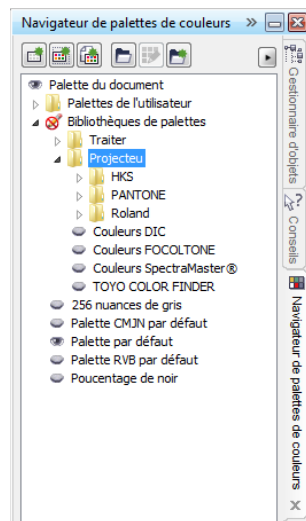 Navigateur de palettes de couleurs
Palette du document
Palettes de l'utilisateur
Bibliothèques de palettes
Traiter
Projecteu
HKS
PANTONE
Roland
Couleurs DIC
Couleurs FOCOLTONE
Couleurs SpectraMaster®
TOYO COLOR FINDER
256 nuances de gris
Palette CMJN par défaut
Palette par défaut
Palette RVB par défaut
Poucentage de noir
Gestionnaire d'objets
Conseils
Navigateur de palettes de couleurs